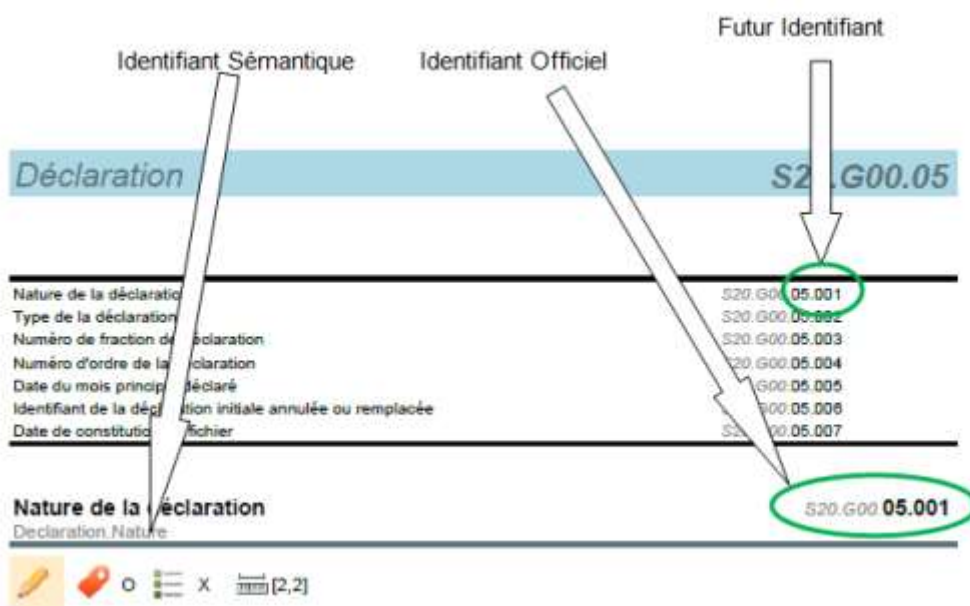 Futur Identifiant
Identifiant Sémantique Identifiant Officiel
Déclaration S20.G00.05
Nature de la déclaration S20.G00.05.001
Type de la déclaration S20.G00.05.002
Numéro de fraction de déclaration S20.G00.05.003
Numéro d'ordre de la déclaration S20.G00.05.004
Date du mois principal déclaré S20.G00.05.005
Identifiant de la déclaration initiale annulée ou remplacée S20.G00.05.006
Date de constitution du fichier S20.G00.05.007
Nature de la déclaration S20.G00.05.001
Declaration.Nature
O X [2,2]